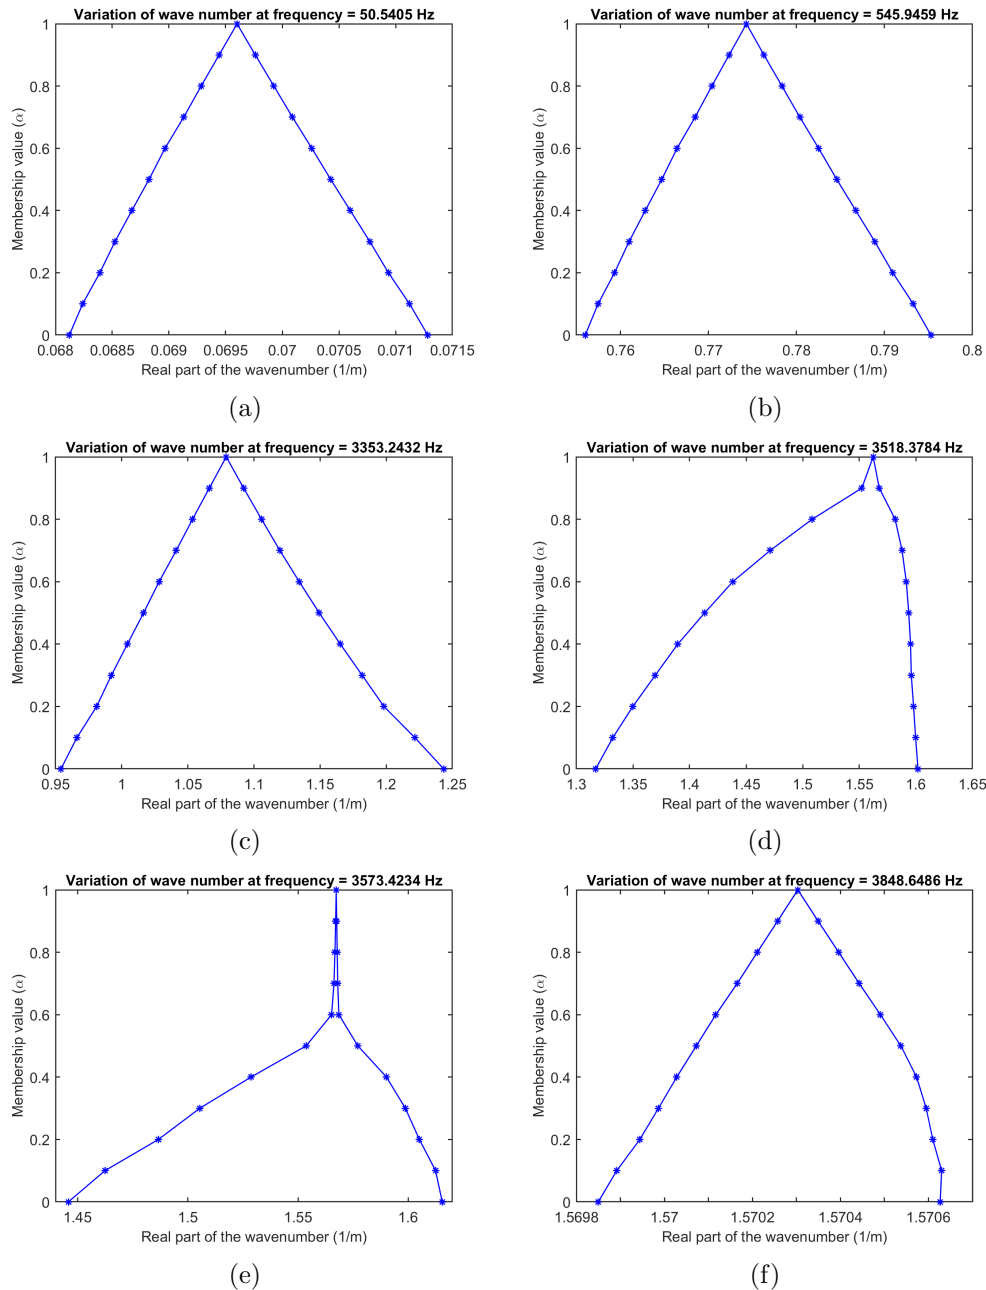 Variation of wave number at frequency = 50.5405 Hz
Membership value (α)
1
0.8
0.6
0.4
0.2
0
0.068 0.0685 0.069 0.0695 0.07 0.0705 0.071 0.0715
Real part of the wavenumber (1/m)
(a)
Variation of wave number at frequency = 545.9459 Hz
Membership value (α)
1
0.8
0.6
0.4
0.2
0
0.76 0.77 0.78 0.79 0.8
Real part of the wavenumber (1/m)
(b)
Variation of wave number at frequency = 3353.2432 Hz
Membership value (α)
1
0.8
0.6
0.4
0.2
0
0.95 1 1.05 1.1 1.15 1.2 1.25
Real part of the wavenumber (1/m)
(c)
Variation of wave number at frequency = 3518.3784 Hz
Membership value (α)
1
0.8
0.6
0.4
0.2
0
1.3 1.35 1.4 1.45 1.5 1.55 1.6 1.65
Real part of the wavenumber (1/m)
(d)
Variation of wave number at frequency = 3573.4234 Hz
Membership value (α)
1
0.8
0.6
0.4
0.2
0
1.45 1.5 1.55 1.6
Real part of the wavenumber (1/m)
(e)
Variation of wave number at frequency = 3848.6486 Hz
Membership value (α)
1
0.8
0.6
0.4
0.2
0
1.5698 1.57 1.5702 1.5704 1.5706
Real part of the wavenumber (1/m)
(f)